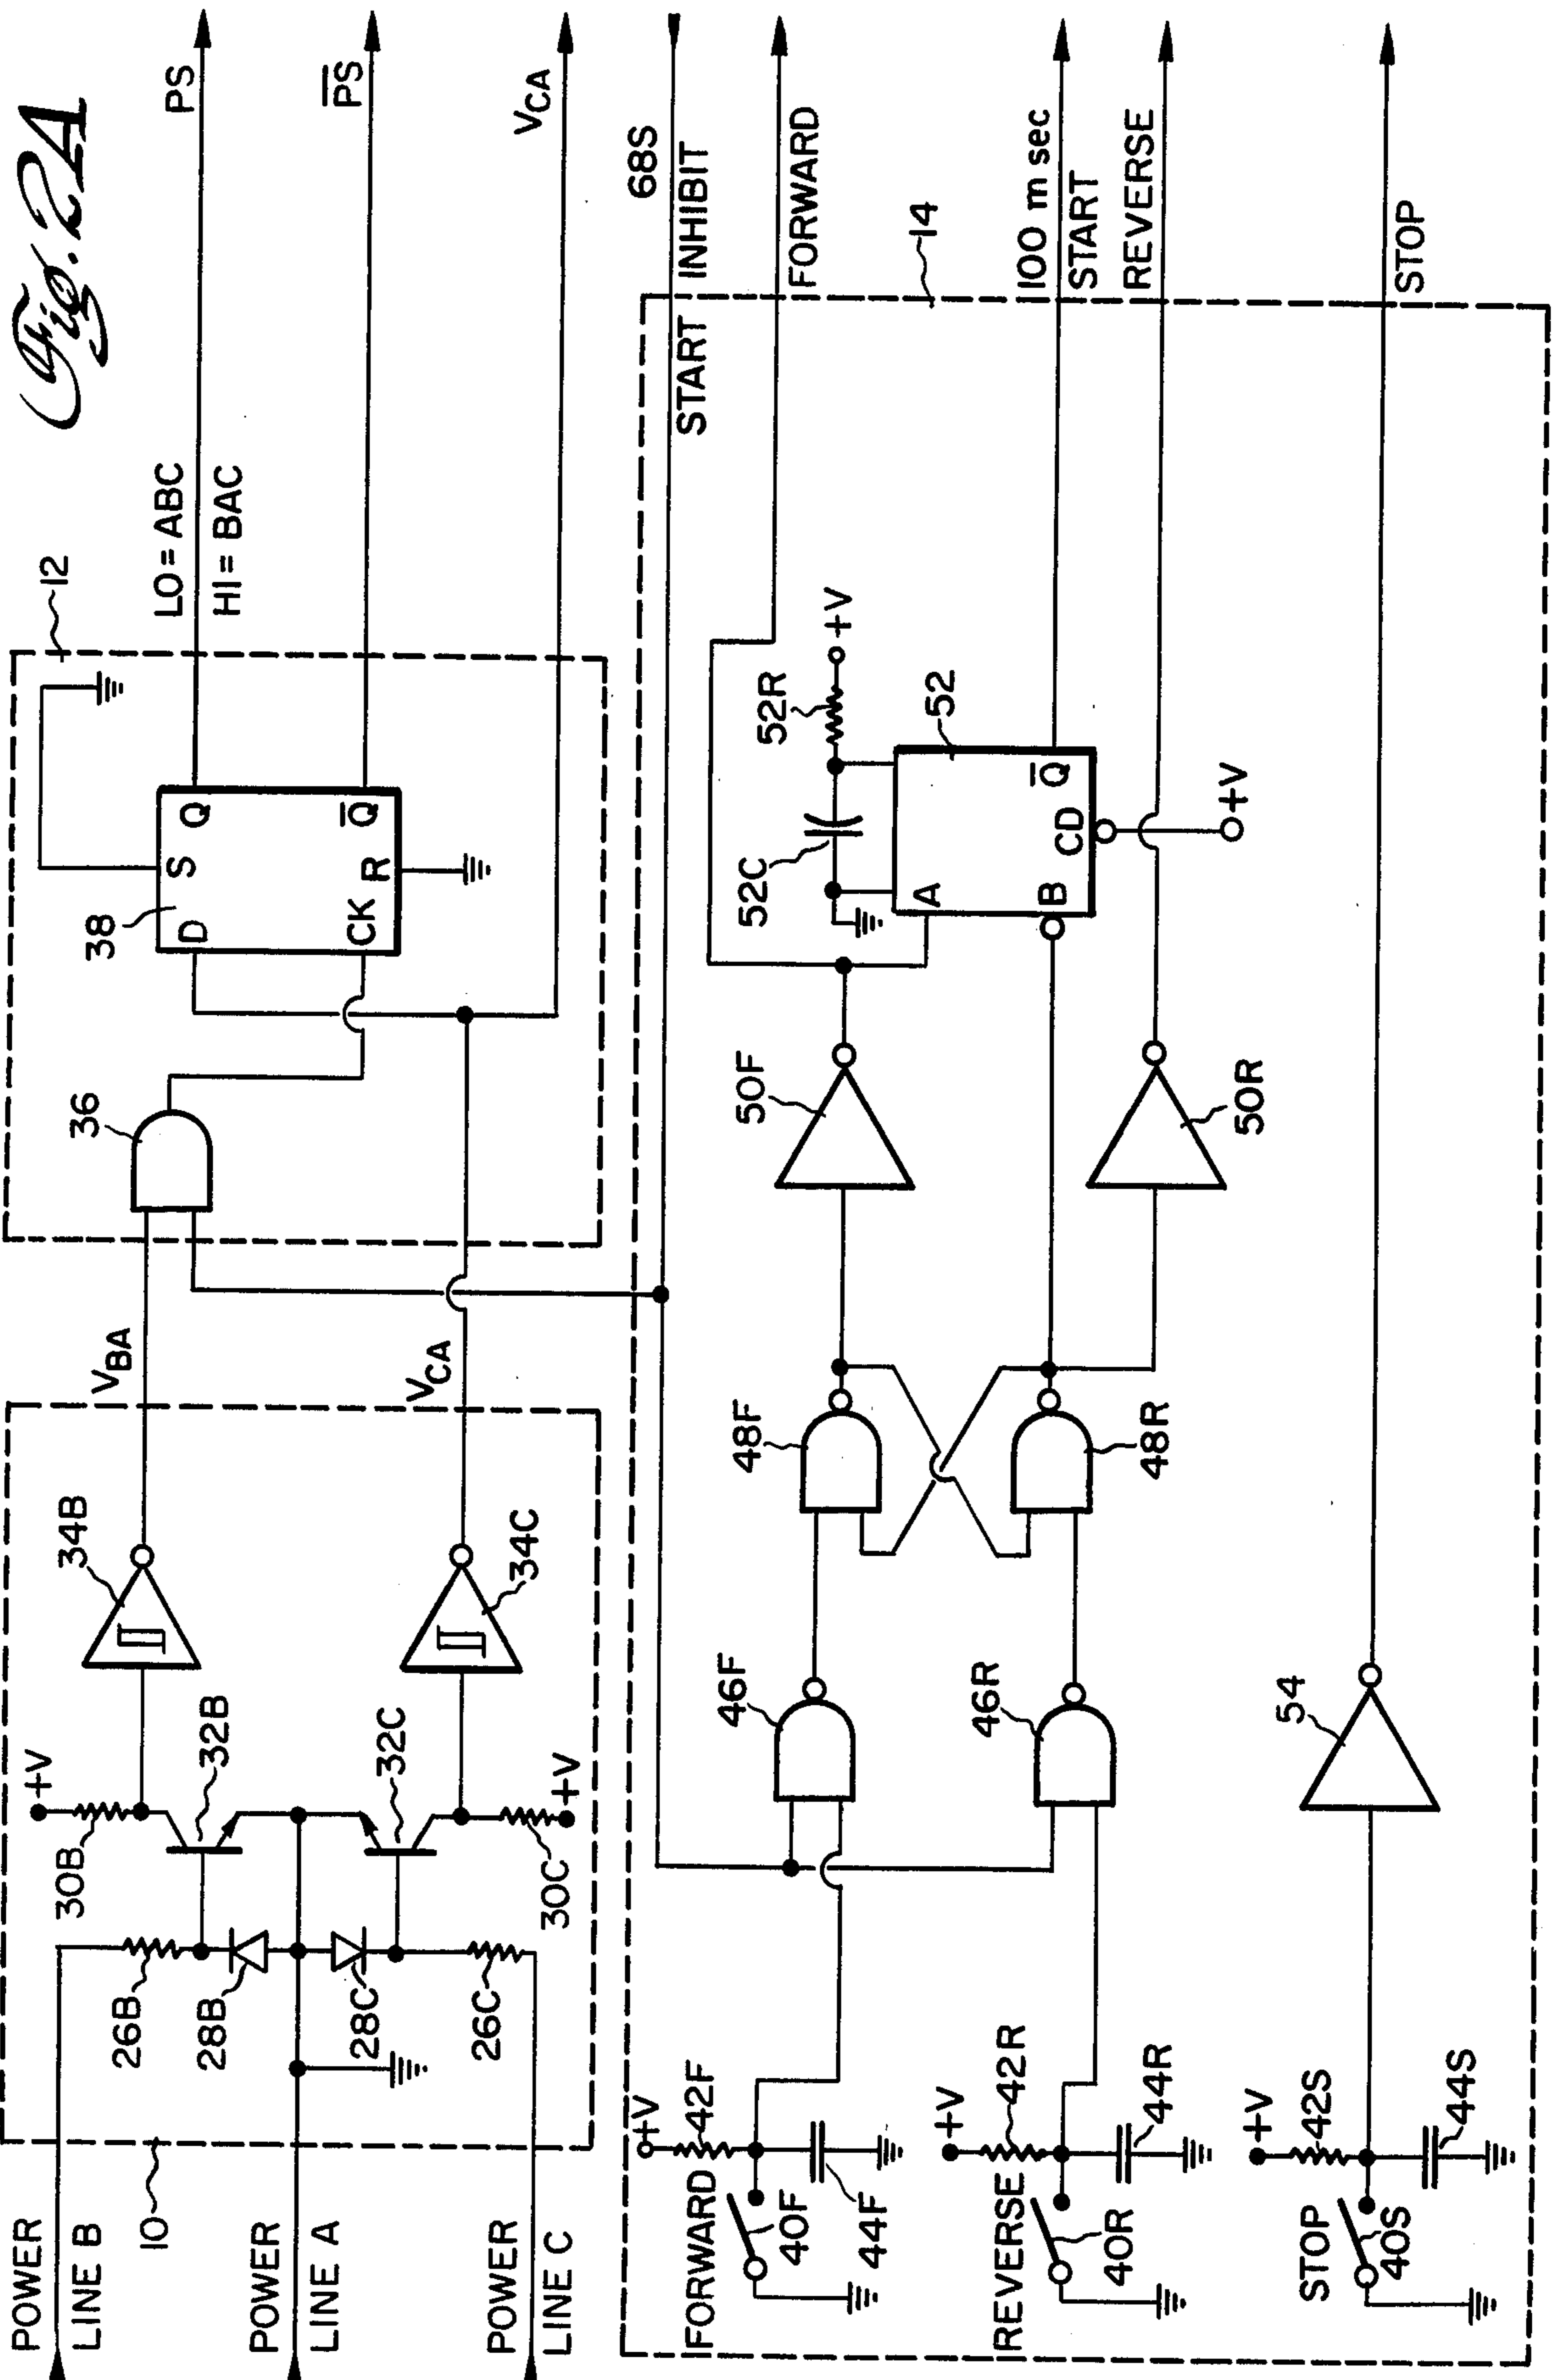 Fig. 2A
POWER
LINE B
10
POWER
LINE A
POWER
LINE C
26B
28B
28C
26C
+V
30B
32B
32C
30C
+V
34B
34C
VBA
VCA
12
36
38
D
S
Q
CK
R
Q̅
LO = ABC
HI = BAC
PS
P̅S̅
VCA
68S
START INHIBIT
FORWARD
14
100 m sec
START
REVERSE
STOP
+V
42F
FORWARD
40F
44F
+V
42R
REVERSE
40R
44R
+V
42S
STOP
40S
44S
46F
46R
48F
48R
50F
50R
54
52C
52R
+V
52
A
B
CD
Q̅
+V